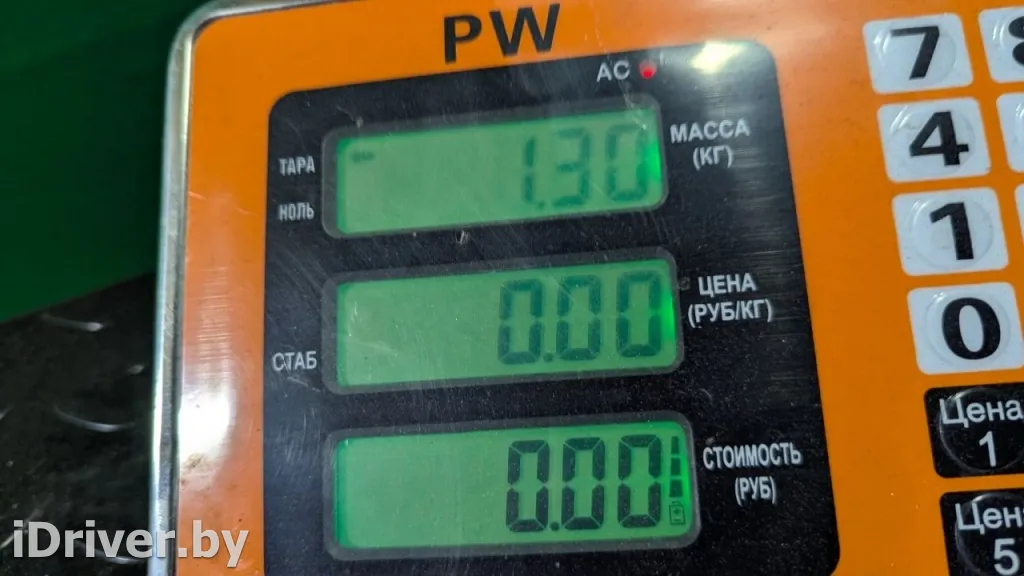 PW
AC
ТАРА
НОЛЬ
1.30
МАССА
(КГ)
СТАБ
0.00
ЦЕНА
(РУБ/КГ)
0.00
СТОИМОСТЬ
(РУБ)
7
4
1
0
Цена
1
5
iDriver.by